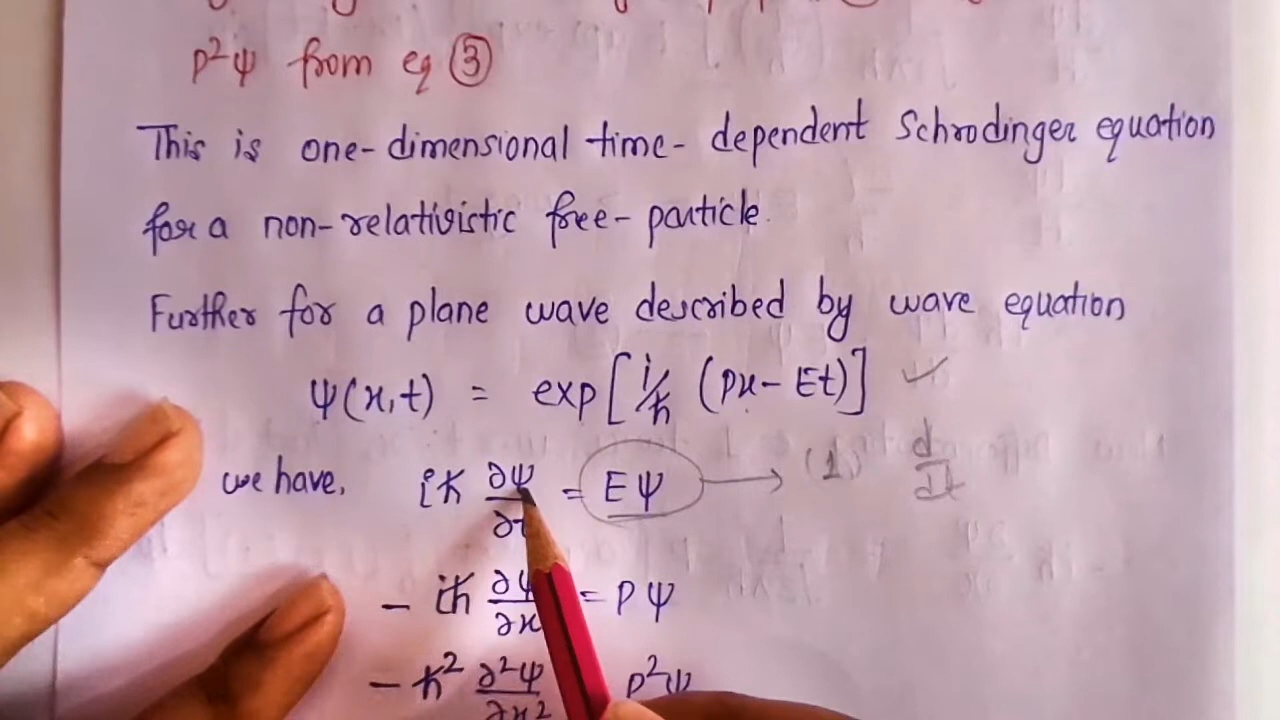 p²ψ from eq ③
This is one-dimensional time-dependent Schrodinger equation
for a non-relativistic free-particle.
Further for a plane wave described by wave equation
ψ(x,t) = exp[i/ħ (px - Et)] ✓
we have, iħ ∂ψ/∂t = Eψ → (1) d/dt
- iħ ∂ψ/∂x = pψ
- ħ² ∂²ψ/∂x² p²ψ